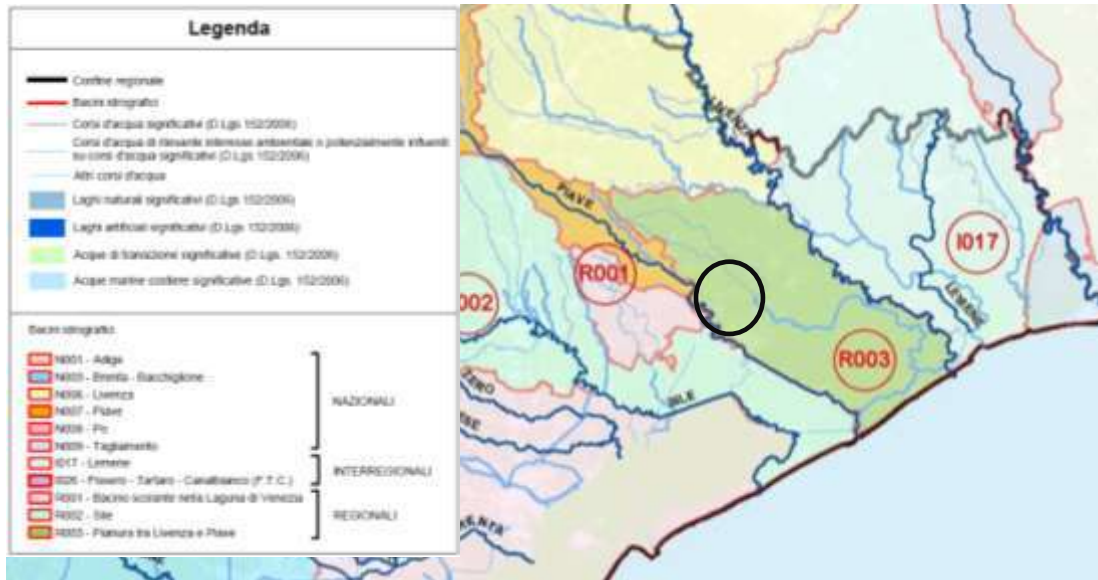 Legenda
Confine regionale
Bacini idrografici
Corsi d'acqua significativi (D.Lgs. 152/2006)
Corsi d'acqua di rilevante interesse ambientale o potenzialmente influenti
su corsi d'acqua significativi (D.Lgs. 152/2006)
Altri corsi d'acqua
Laghi naturali significativi (D.Lgs. 152/2006)
Laghi artificiali significativi (D.Lgs. 152/2006)
Acque di transizione significative (D.Lgs. 152/2006)
Acque marine costiere significative (D.Lgs. 152/2006)
Bacini idrografici
N001 - Adige
N003 - Brenta - Bacchiglione
N006 - Livenza
N007 - Piave
N008 - Po
N009 - Tagliamento
NAZIONALI
I017 - Lemene
I026 - Fissero - Tartaro - Canalbianco (F.T.C.)
INTERREGIONALI
R001 - Bacino scolante nella Laguna di Venezia
R002 - Sile
R003 - Pianura tra Livenza e Piave
REGIONALI
LIVENZA
PIAVE
I017
R001
002
LEMENE
R003
ZERO
SILE